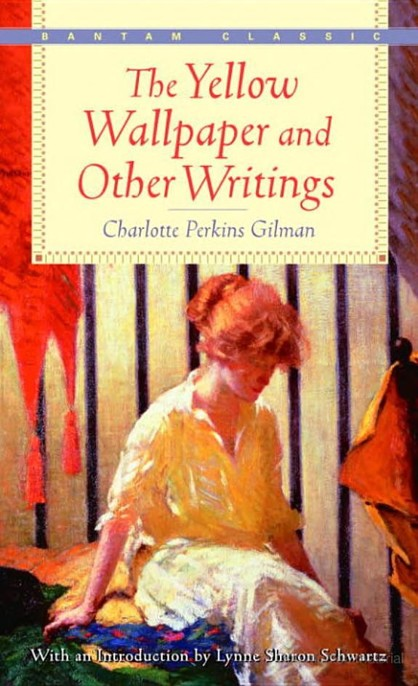 BANTAM CLASSIC
The Yellow
Wallpaper and
Other Writings
Charlotte Perkins Gilman
With an Introduction by Lynne Sharon Schwartz